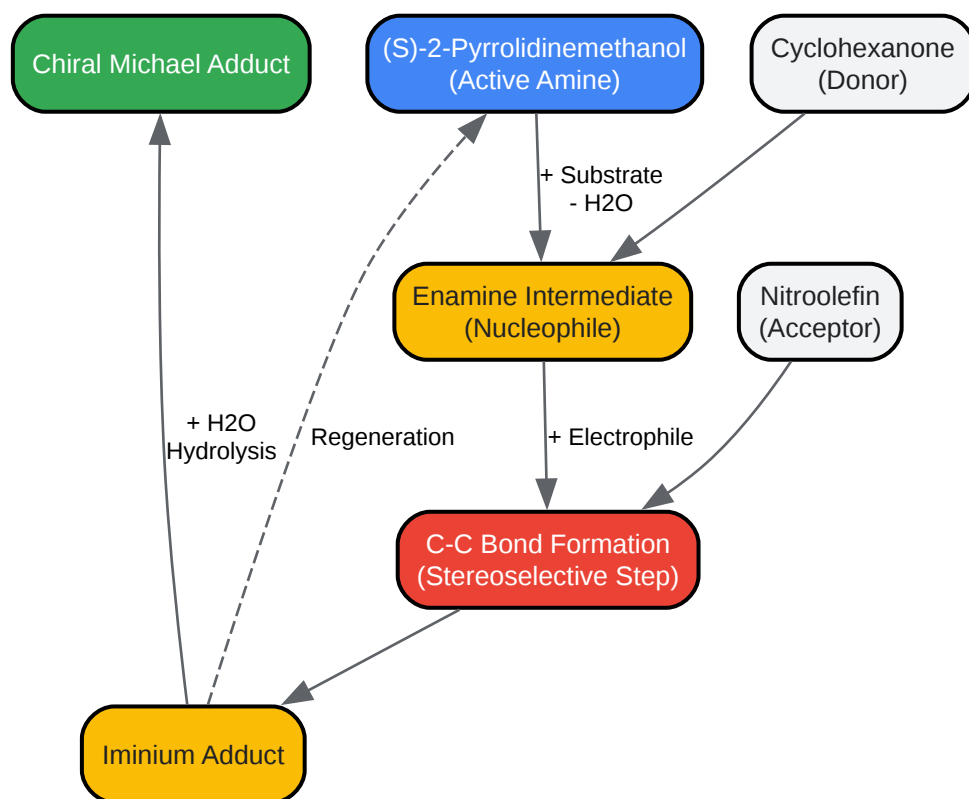 Chiral Michael Adduct
(S)-2-Pyrrolidinemethanol
(Active Amine)
Cyclohexanone
(Donor)
+ Substrate
- H2O
Enamine Intermediate
(Nucleophile)
Nitroolefin
(Acceptor)
+ H2O
Hydrolysis
Regeneration
+ Electrophile
C-C Bond Formation
(Stereoselective Step)
Iminium Adduct